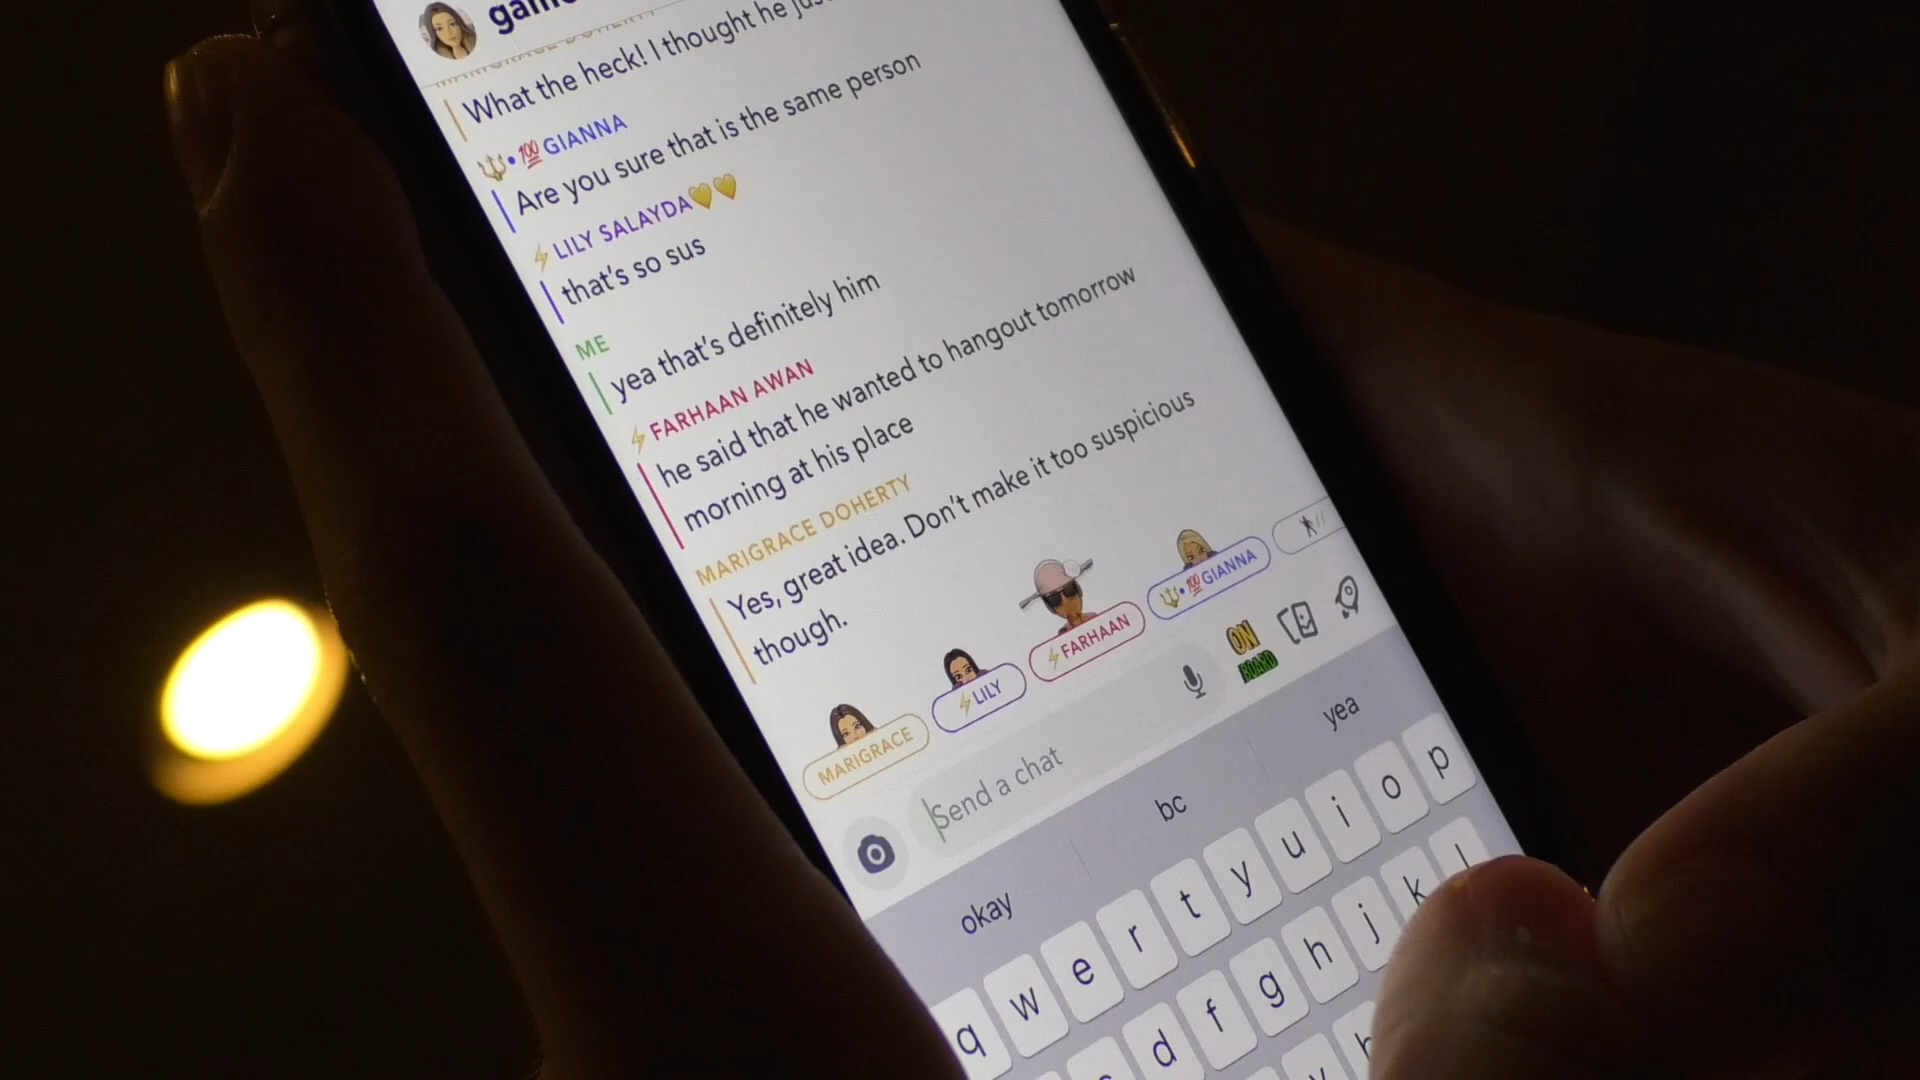 What the heck! I thought he just
🔱•💯GIANNA
Are you sure that is the same person
⚡LILY SALAYDA💛💛
that's so sus
ME
yea that's definitely him
⚡FARHAAN AWAN
he said that he wanted to hangout tomorrow
morning at his place
MARIGRACE DOHERTY
Yes, great idea. Don't make it too suspicious
though.
MARIGRACE
⚡LILY
⚡FARHAAN
🔱•💯GIANNA
Send a chat
ON
BOARD
okay
bc
yea
q w e r t y u i o p
d f g h j k l